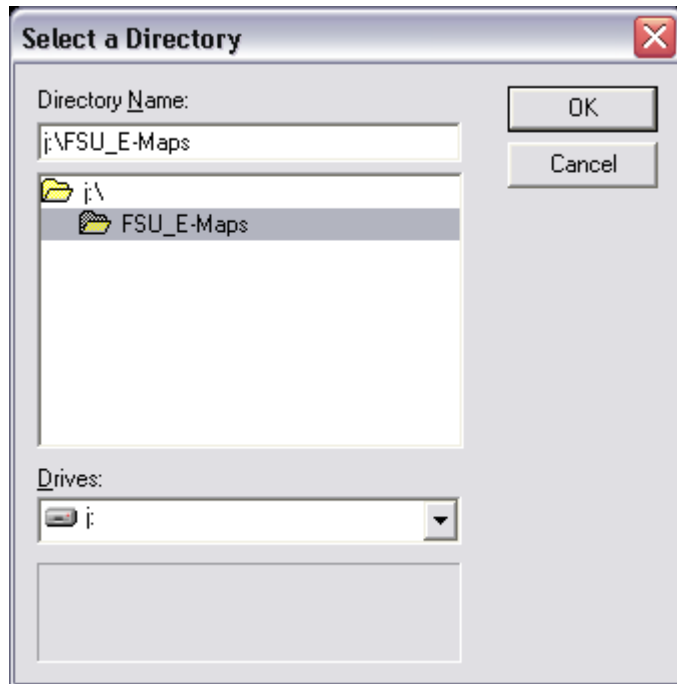 Select a Directory
Directory Name:
OK
j:\FSU_E-Maps
Cancel
j:\
FSU_E-Maps
Drives:
j: